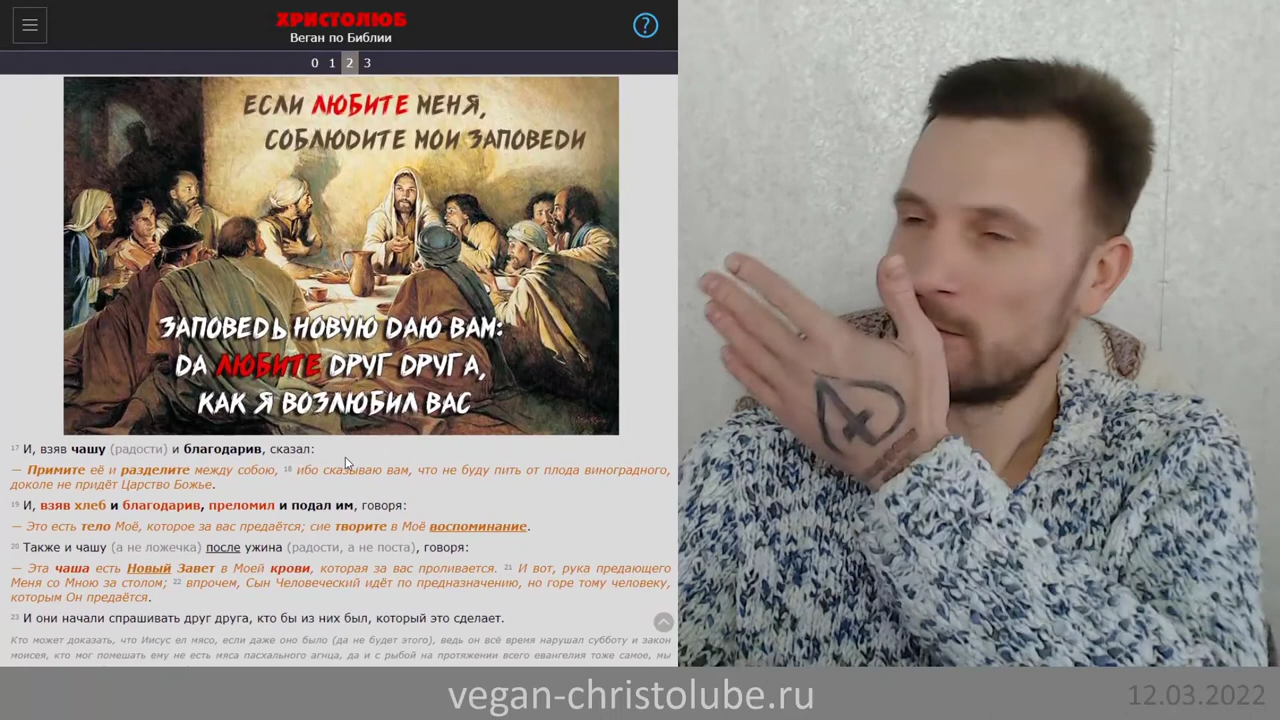 ХРИСТОЛЮБ
Веган по Библии
?
0 1 2 3
ЕСЛИ ЛЮБИТЕ МЕНЯ,
СОБЛЮДИТЕ МОИ ЗАПОВЕДИ
ЗАПОВЕДЬ НОВУЮ ДАЮ ВАМ:
DА ЛЮБИТЕ DРУГ DРУГА,
КАК Я ВОЗЛЮБИЛ ВАС
17 И, взяв чашу (радости) и благодарив, сказал:
— Примите её и разделите между собою, 18 ибо сказываю вам, что не буду пить от плода виноградного,
доколе не придёт Царство Божье.
19 И, взяв хлеб и благодарив, преломил и подал им, говоря:
— Это есть тело Моё, которое за вас предаётся; сие творите в Моё воспоминание.
20 Также и чашу (а не ложечка) после ужина (радости, а не поста), говоря:
— Эта чаша есть Новый Завет в Моей крови, которая за вас проливается. 21 И вот, рука предающего
Меня со Мною за столом; 22 впрочем, Сын Человеческий идёт по предназначению, но горе тому человеку,
которым Он предаётся.
23 И они начали спрашивать друг друга, кто бы из них был, который это сделает.
Кто может доказать, что Иисус ел мясо, если даже оно было (да не будет этого), ведь он всё время нарушал субботу и закон
моисея, кто мог помешать ему не есть мяса пасхального агнца, да и с рыбой на протяжении всего евангелия тоже самое, мы
vegan-christolube.ru
12.03.2022